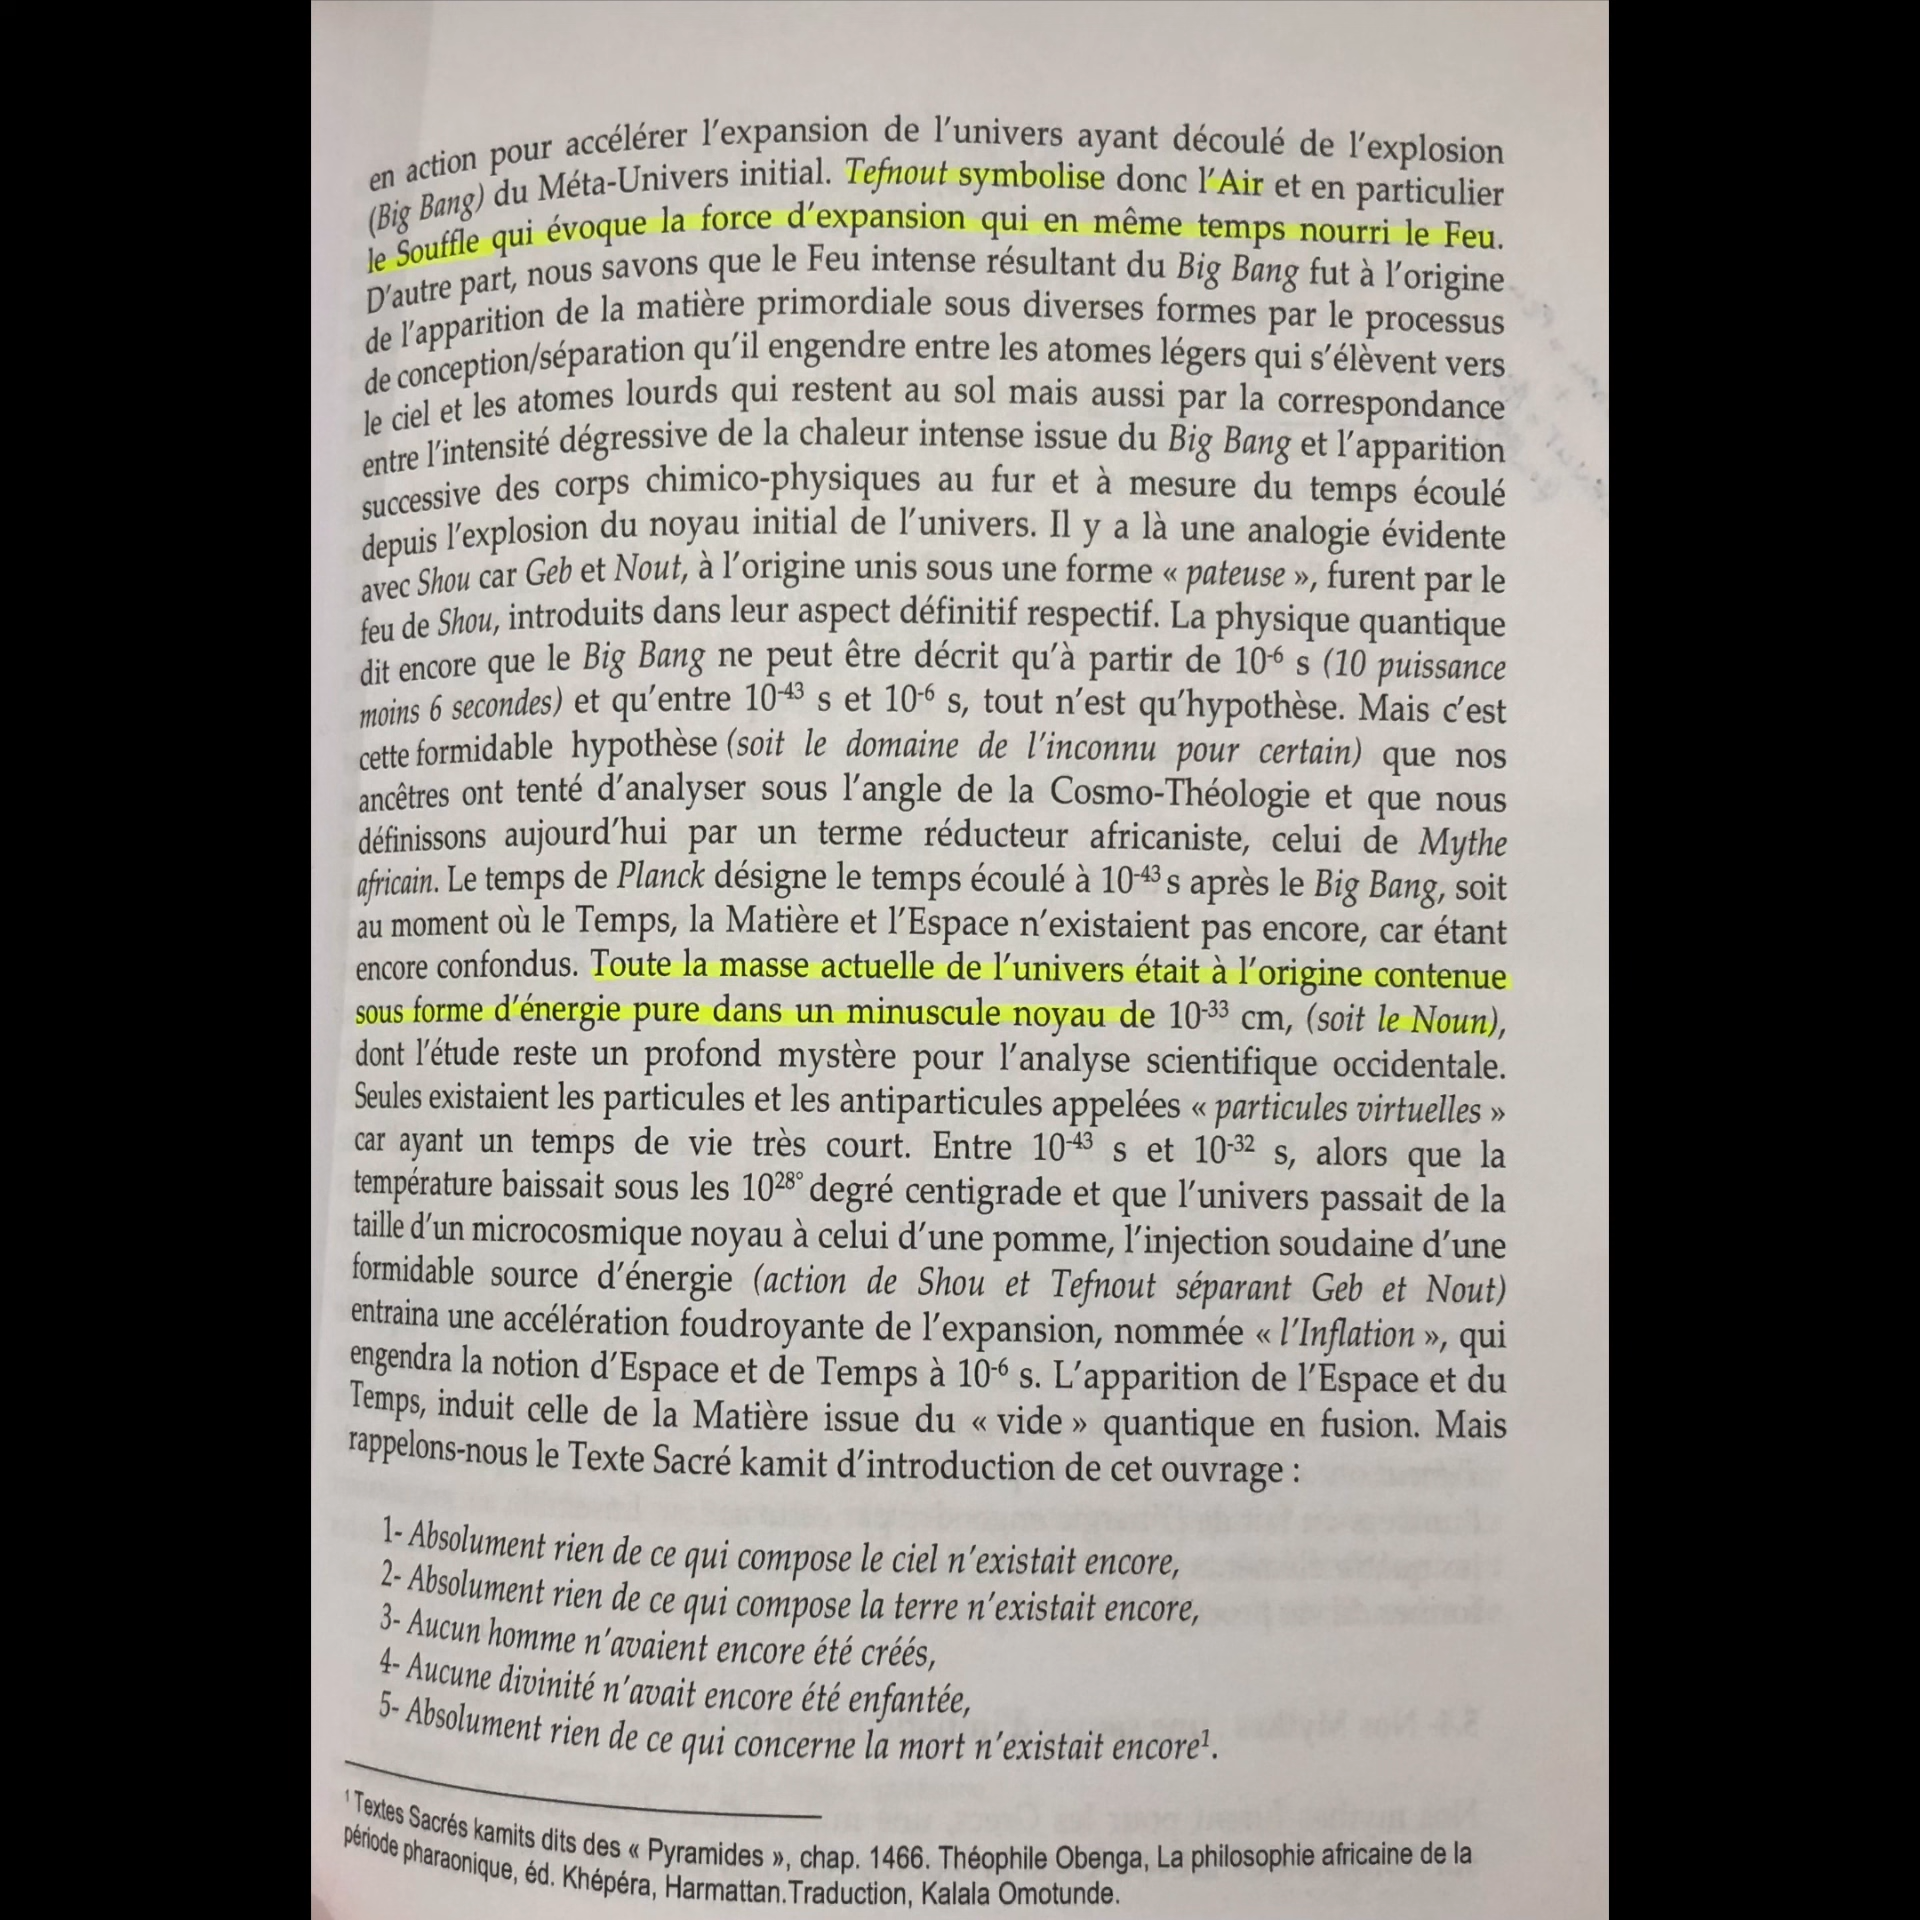 en action pour accélérer l'expansion de l'univers ayant découlé de l'explosion
(Big Bang) du Méta-Univers initial. Tefnout symbolise donc l'Air et en particulier
le Souffle qui évoque la force d'expansion qui en même temps nourri le Feu.
D'autre part, nous savons que le Feu intense résultant du Big Bang fut à l'origine
de l'apparition de la matière primordiale sous diverses formes par le processus
de conception/séparation qu'il engendre entre les atomes légers qui s'élèvent vers
le ciel et les atomes lourds qui restent au sol mais aussi par la correspondance
entre l'intensité dégressive de la chaleur intense issue du Big Bang et l'apparition
successive des corps chimico-physiques au fur et à mesure du temps écoulé
depuis l'explosion du noyau initial de l'univers. Il y a là une analogie évidente
avec Shou car Geb et Nout, à l'origine unis sous une forme « pateuse », furent par le
feu de Shou, introduits dans leur aspect définitif respectif. La physique quantique
dit encore que le Big Bang ne peut être décrit qu'à partir de 10⁻⁶ s (10 puissance
moins 6 secondes) et qu'entre 10⁻⁴³ s et 10⁻⁶ s, tout n'est qu'hypothèse. Mais c'est
cette formidable hypothèse (soit le domaine de l'inconnu pour certain) que nos
ancêtres ont tenté d'analyser sous l'angle de la Cosmo-Théologie et que nous
définissons aujourd'hui par un terme réducteur africaniste, celui de Mythe
africain. Le temps de Planck désigne le temps écoulé à 10⁻⁴³ s après le Big Bang, soit
au moment où le Temps, la Matière et l'Espace n'existaient pas encore, car étant
encore confondus. Toute la masse actuelle de l'univers était à l'origine contenue
sous forme d'énergie pure dans un minuscule noyau de 10⁻³³ cm, (soit le Noun),
dont l'étude reste un profond mystère pour l'analyse scientifique occidentale.
Seules existaient les particules et les antiparticules appelées « particules virtuelles »
car ayant un temps de vie très court. Entre 10⁻⁴³ s et 10⁻³² s, alors que la
température baissait sous les 10²⁸° degré centigrade et que l'univers passait de la
taille d'un microcosmique noyau à celui d'une pomme, l'injection soudaine d'une
formidable source d'énergie (action de Shou et Tefnout séparant Geb et Nout)
entraina une accélération foudroyante de l'expansion, nommée « l'Inflation », qui
engendra la notion d'Espace et de Temps à 10⁻⁶ s. L'apparition de l'Espace et du
Temps, induit celle de la Matière issue du « vide » quantique en fusion. Mais
rappelons-nous le Texte Sacré kamit d'introduction de cet ouvrage :
1- Absolument rien de ce qui compose le ciel n'existait encore,
2- Absolument rien de ce qui compose la terre n'existait encore,
3- Aucun homme n'avaient encore été créés,
4- Aucune divinité n'avait encore été enfantée,
5- Absolument rien de ce qui concerne la mort n'existait encore¹.
¹ Textes Sacrés kamits dits des « Pyramides », chap. 1466. Théophile Obenga, La philosophie africaine de la
période pharaonique, éd. Khépéra, Harmattan.Traduction, Kalala Omotunde.